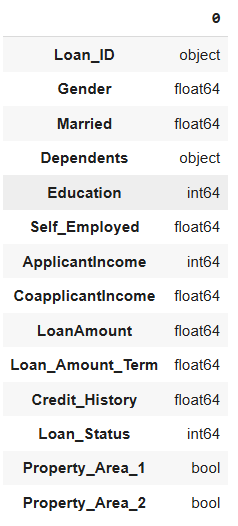 0
Loan_ID object
Gender float64
Married float64
Dependents object
Education int64
Self_Employed float64
ApplicantIncome int64
CoapplicantIncome float64
LoanAmount float64
Loan_Amount_Term float64
Credit_History float64
Loan_Status int64
Property_Area_1 bool
Property_Area_2 bool